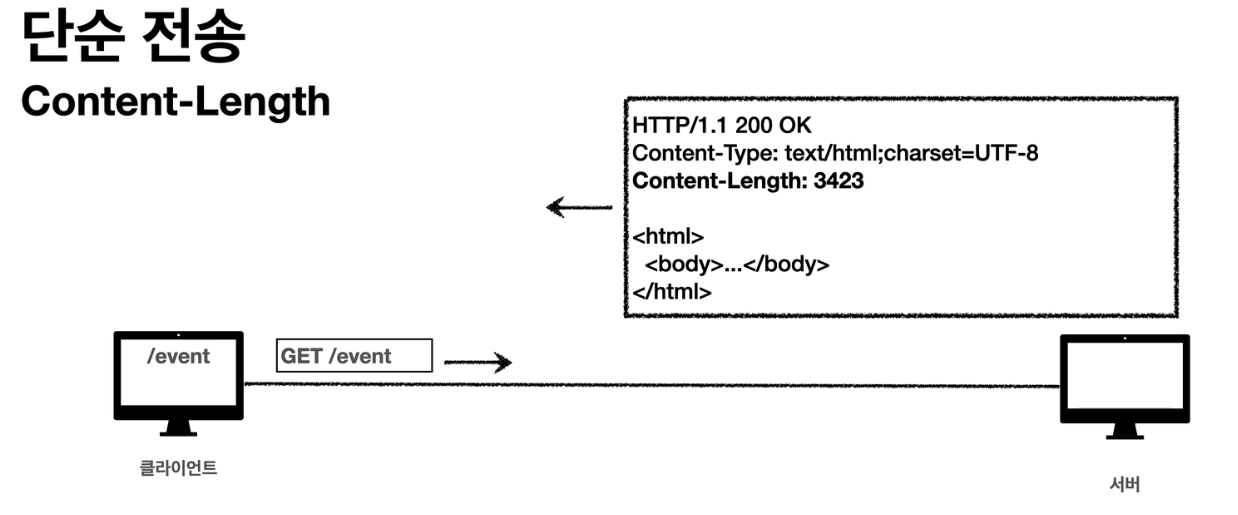 단순 전송
Content-Length
HTTP/1.1 200 OK
Content-Type: text/html;charset=UTF-8
Content-Length: 3423
<html>
<body>...</body>
</html>
/event
GET /event
클라이언트
서버